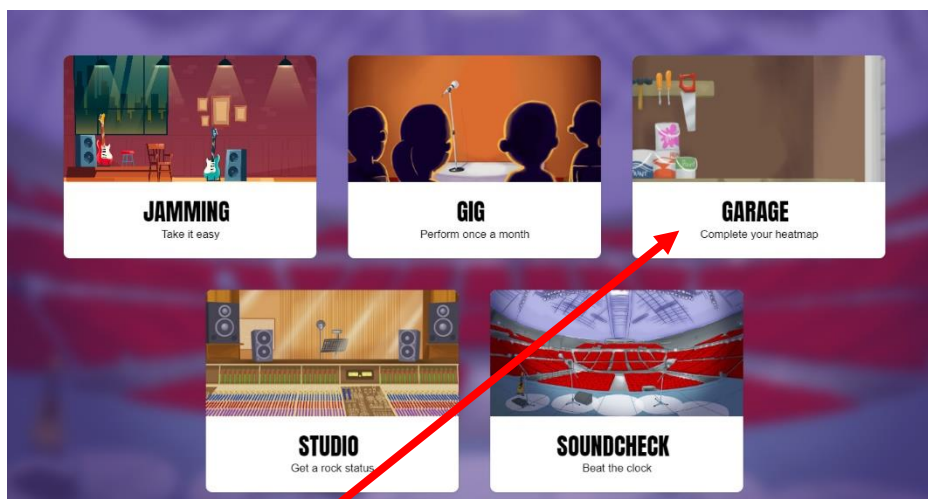 JAMMING
Take it easy
GIG
Perform once a month
GARAGE
Complete your heatmap
STUDIO
Get a rock status
SOUNDCHECK
Beat the clock